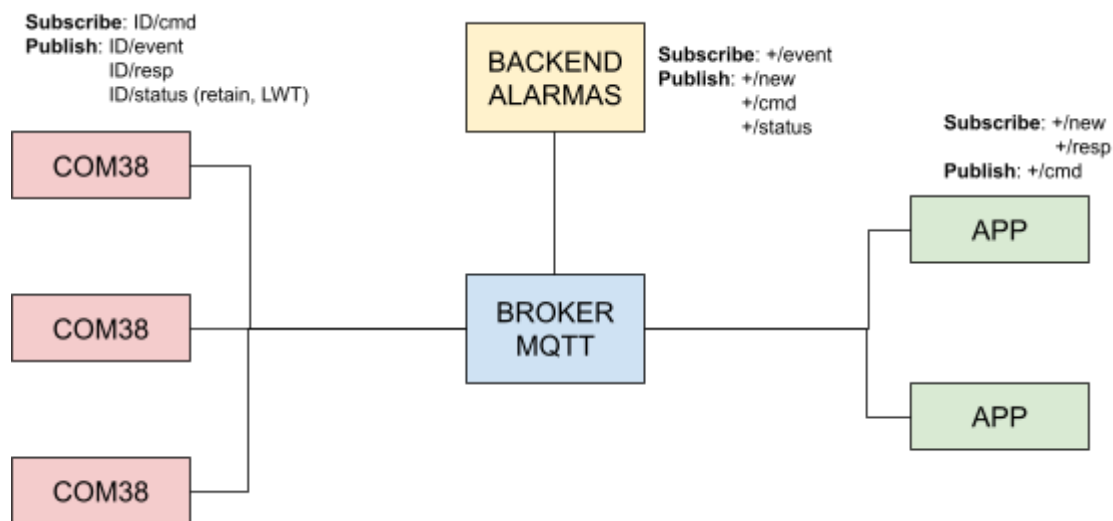 Subscribe: ID/cmd
Publish: ID/event
ID/resp
ID/status (retain, LWT)
BACKEND
ALARMAS
Subscribe: +/event
Publish: +/new
+/cmd
+/status
Subscribe: +/new
+/resp
Publish: +/cmd
COM38
APP
COM38
BROKER
MQTT
APP
COM38